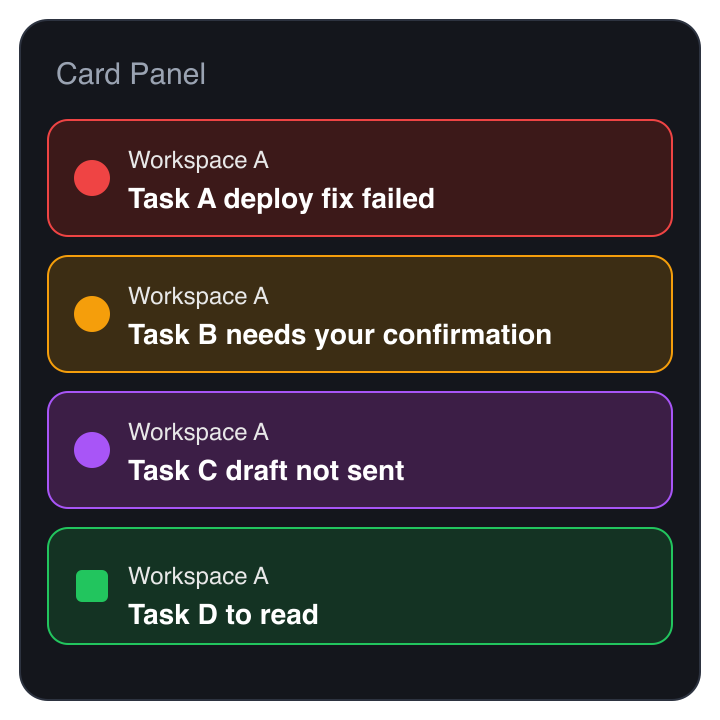 Card Panel
Workspace A
Task A deploy fix failed
Workspace A
Task B needs your confirmation
Workspace A
Task C draft not sent
Workspace A
Task D to read